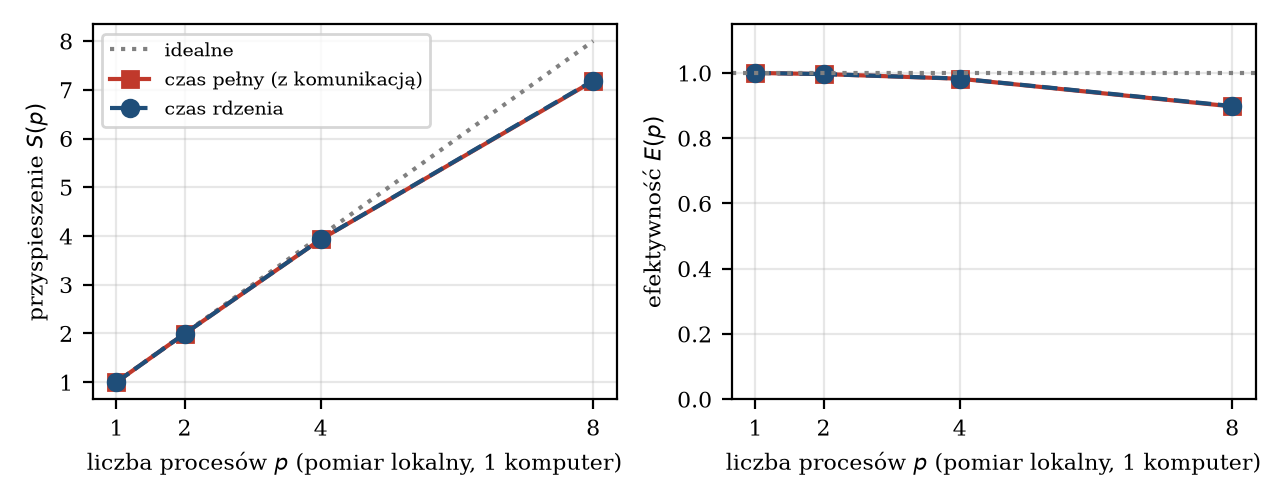 8
7
6
5
4
3
2
1
przyspieszenie S(p)
idealne
czas pełny (z komunikacją)
czas rdzenia
1 2 4 8
liczba procesów p (pomiar lokalny, 1 komputer)
1.0
0.8
0.6
0.4
0.2
0.0
efektywność E(p)
1 2 4 8
liczba procesów p (pomiar lokalny, 1 komputer)